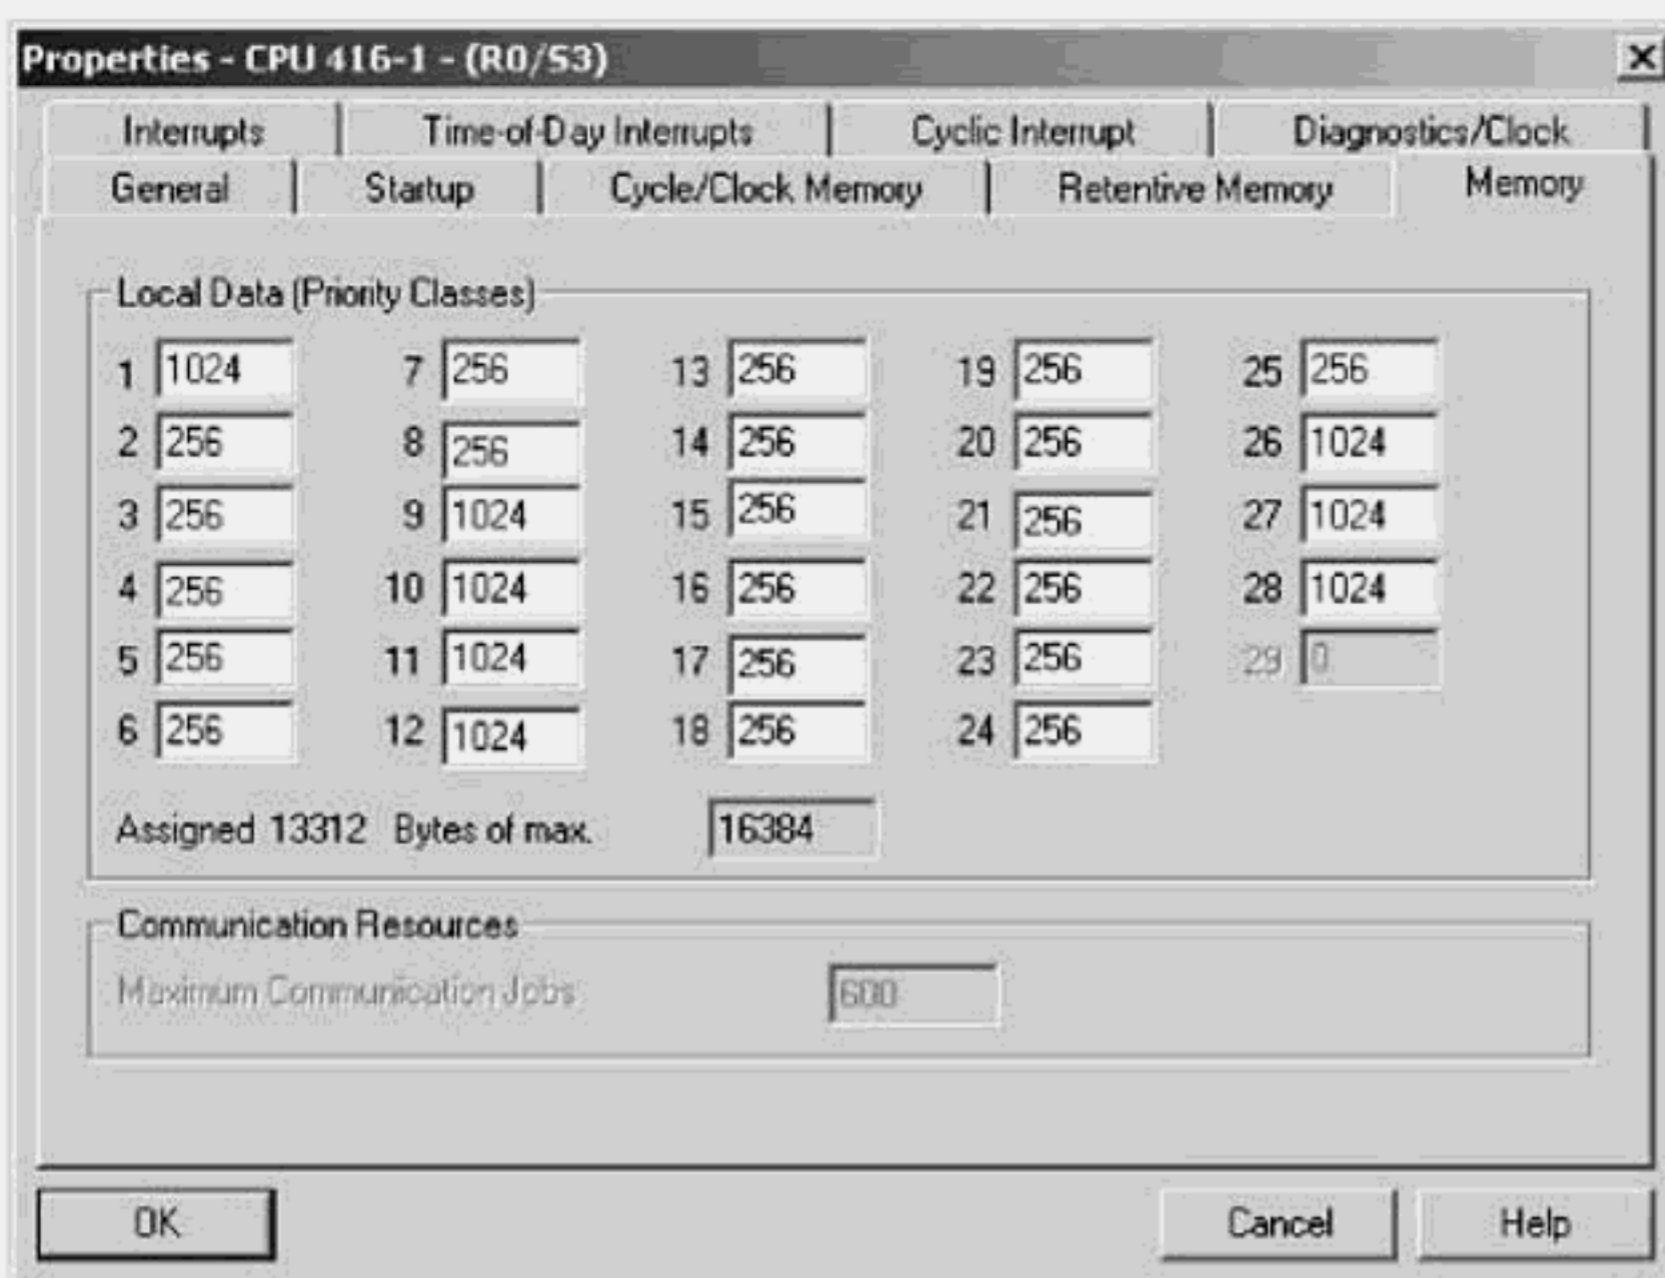 Properties - CPU 416-1 - (R0/S3)
Interrupts Time-of-Day Interrupts Cyclic Interrupt Diagnostics/Clock
General Startup Cycle/Clock Memory Retentive Memory Memory
Local Data (Priority Classes)
1 1024 7 256 13 256 19 256 25 256
2 256 8 256 14 256 20 256 26 1024
3 256 9 1024 15 256 21 256 27 1024
4 256 10 1024 16 256 22 256 28 1024
5 256 11 1024 17 256 23 256 29 0
6 256 12 1024 18 256 24 256
Assigned 13312 Bytes of max. 16384
Communication Resources
Maximum Communication Jobs 600
OK Cancel Help